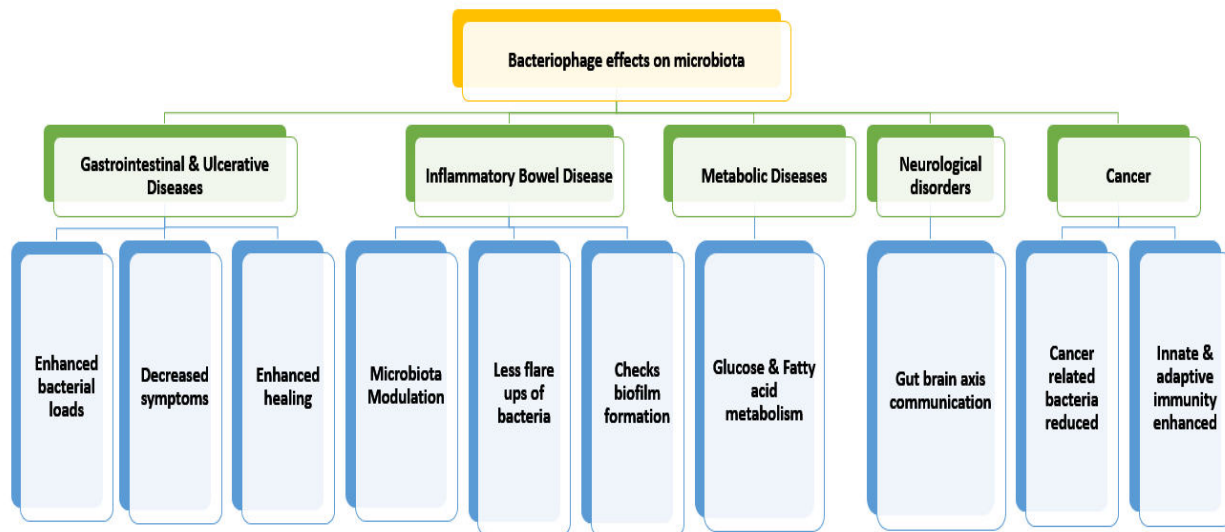 Bacteriophage effects on microbiota
Gastrointestinal & Ulcerative
Diseases
Inflammatory Bowel Disease
Metabolic Diseases
Neurological
disorders
Cancer
Enhanced
bacterial
loads
Decreased
symptoms
Enhanced
healing
Microbiota
Modulation
Less flare
ups of
bacteria
Checks
biofilm
formation
Glucose & Fatty
acid
metabolism
Gut brain axis
communication
Cancer
related
bacteria
reduced
Innate &
adaptive
immunity
enhanced